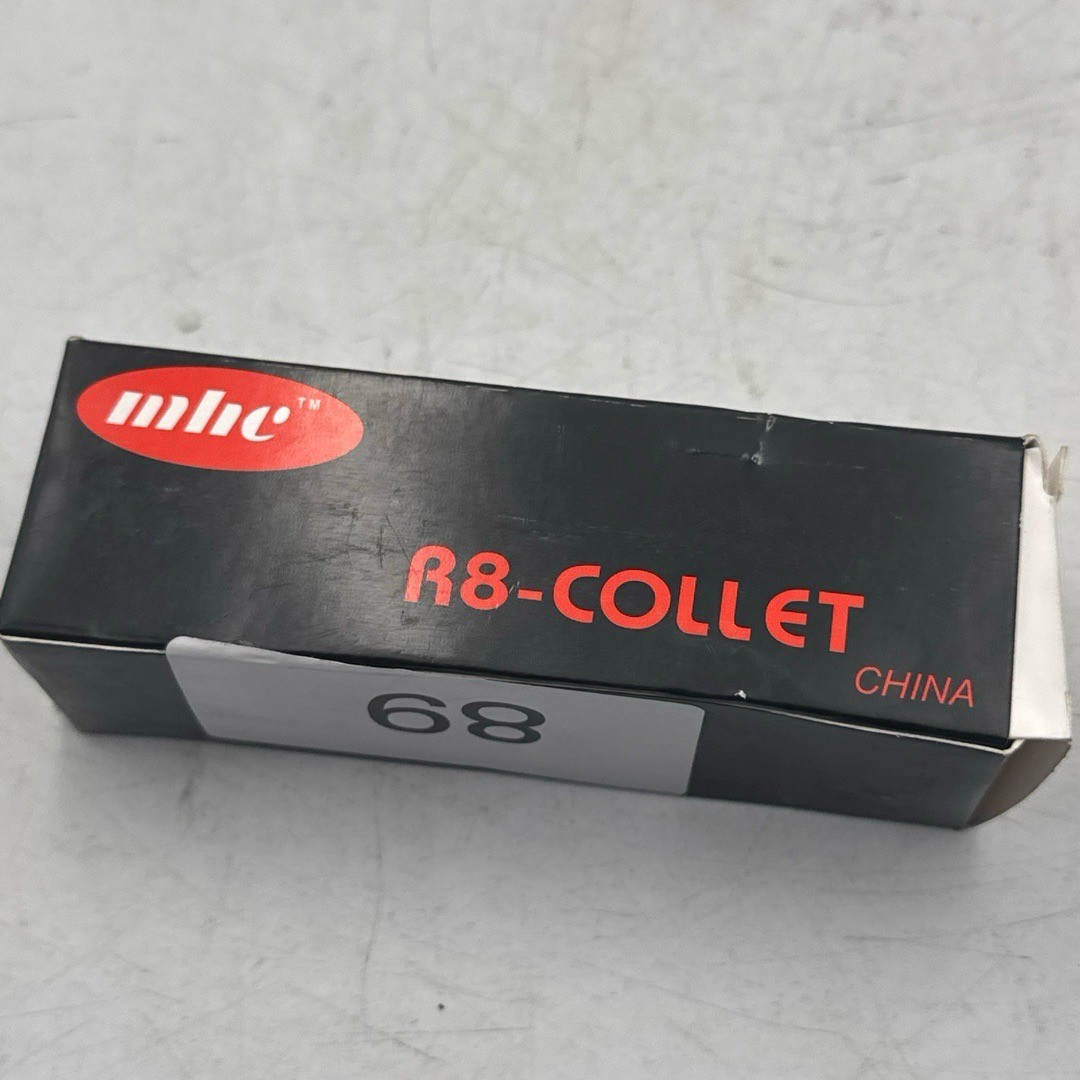 mhc™
R8-COLLET
CHINA
68